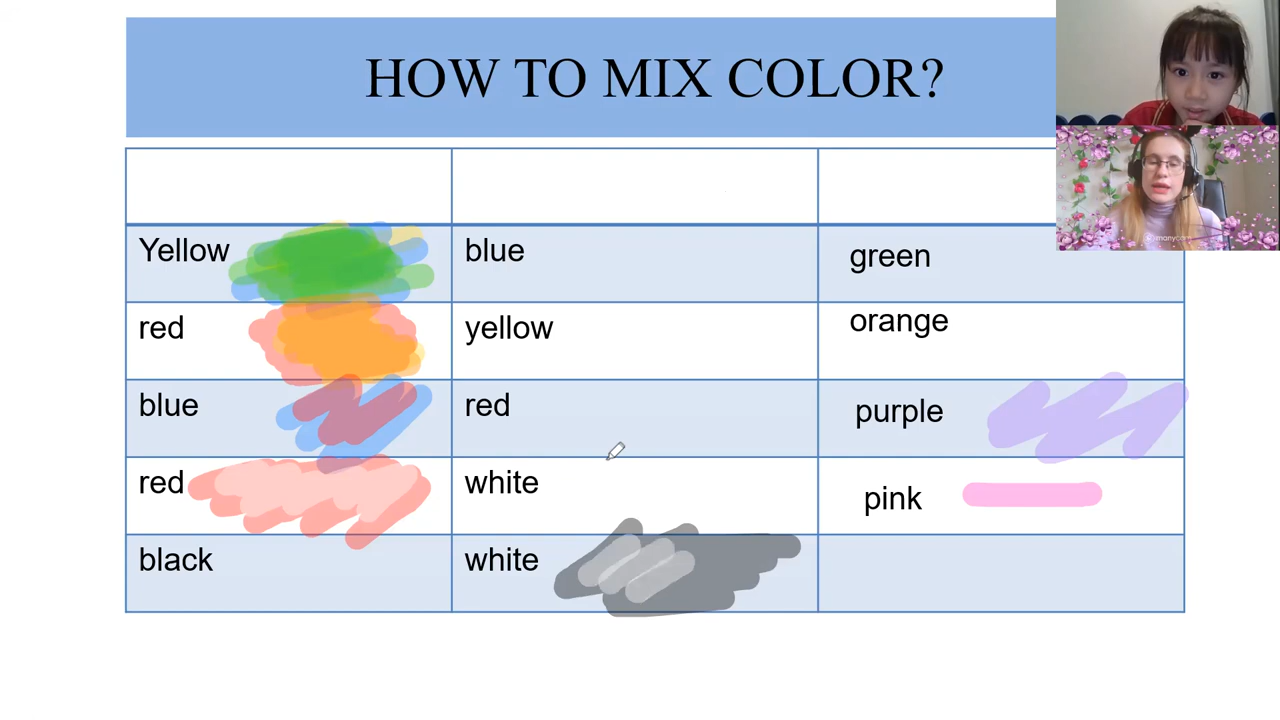 HOW TO MIX COLOR?
Yellow blue green
red yellow orange
blue red purple
red white pink
black white